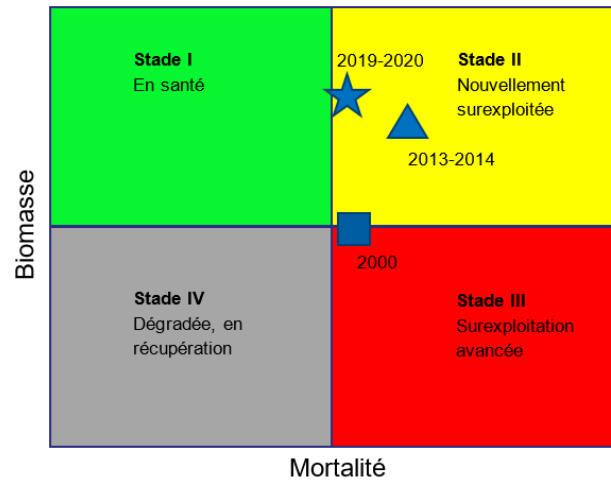 Stade I
En santé
2019-2020
Stade II
Nouvellement
surexploitée
2013-2014
2000
Stade IV
Dégradée, en
récupération
Stade III
Surexploitation
avancée
Biomasse
Mortalité